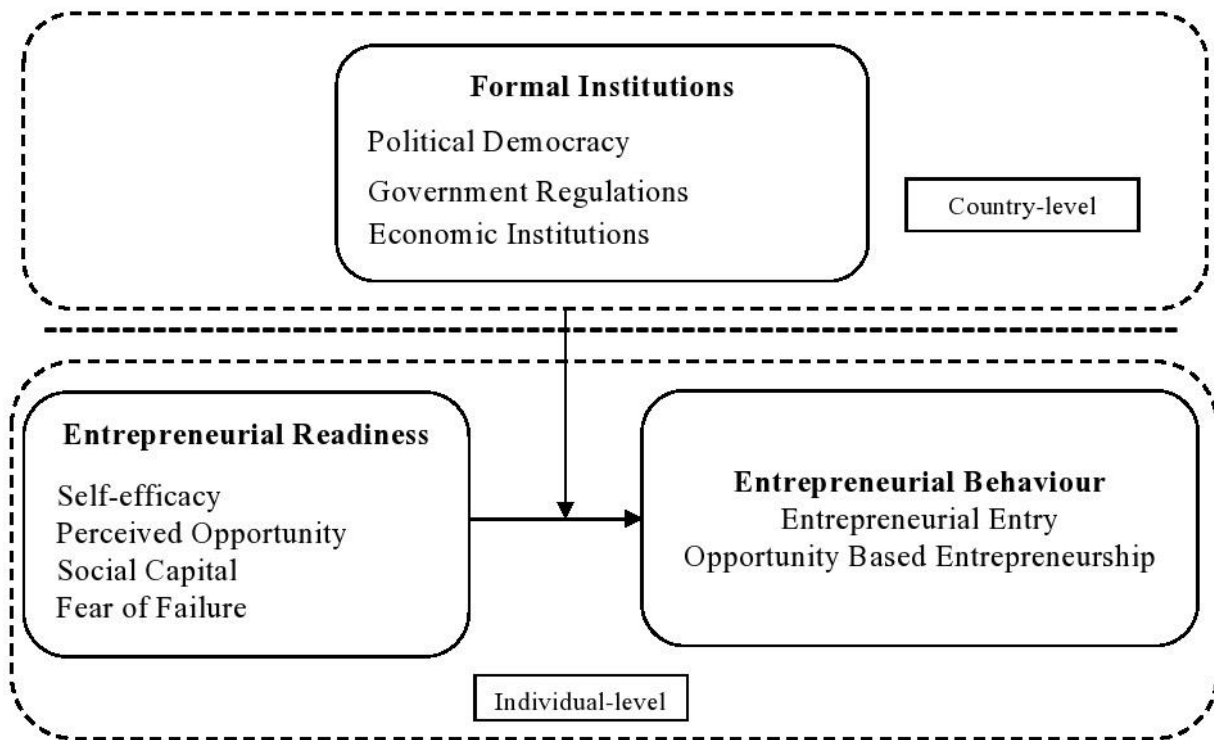 Formal Institutions
Political Democracy
Government Regulations
Economic Institutions
Country-level
Entrepreneurial Readiness
Self-efficacy
Perceived Opportunity
Social Capital
Fear of Failure
Entrepreneurial Behaviour
Entrepreneurial Entry
Opportunity Based Entrepreneurship
Individual-level